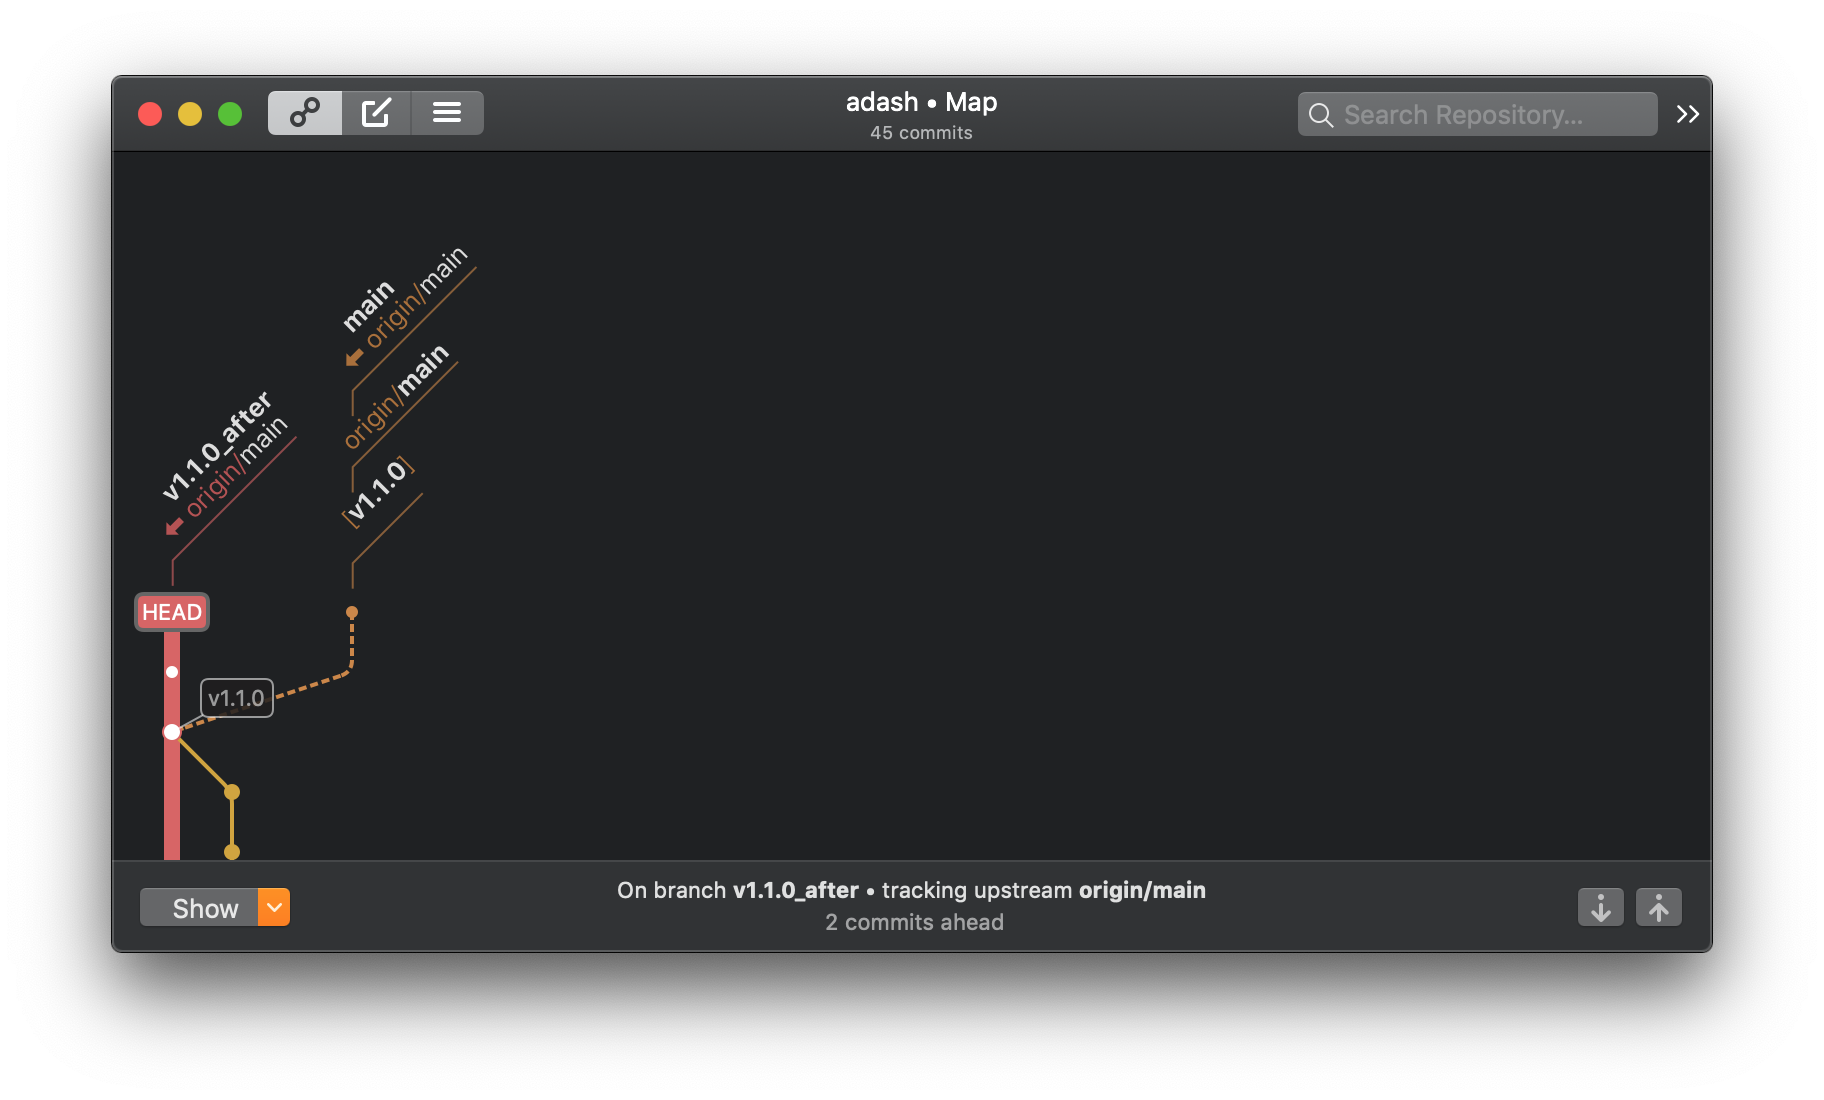 adash • Map
45 commits
Search Repository...
main
origin/main
origin/main
v1.1.0_after
origin/main
[v1.1.0]
HEAD
v1.1.0
Show
On branch v1.1.0_after • tracking upstream origin/main
2 commits ahead